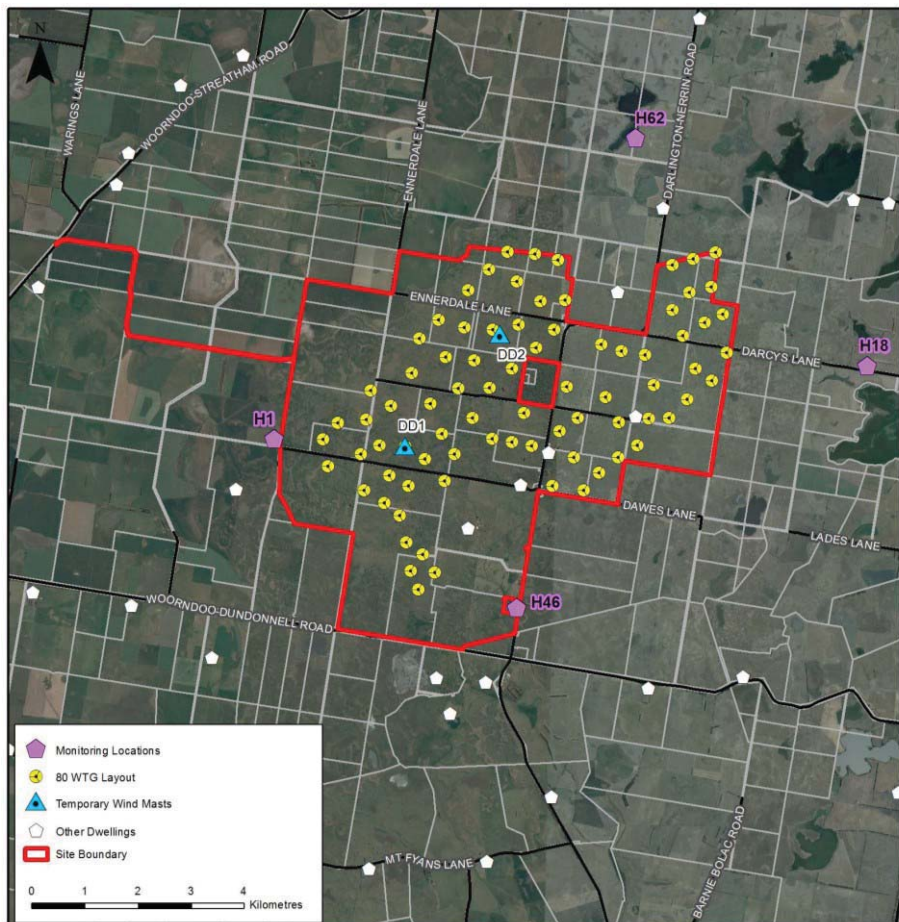 N
WOORNDOO-STREATHAM ROAD
WARINGS LANE
ENNERDALE LANE
DARLINGTON-NERRIN ROAD
H62
ENNERDALE LANE
DARCYS LANE
H18
DD2
H1
DD1
DAWES LANE
LADES LANE
H46
WOORNDOO-DUNDONNELL ROAD
MT FYANS LANE
BARNIE BOLAC ROAD
Monitoring Locations
80 WTG Layout
Temporary Wind Masts
Other Dwellings
Site Boundary
0 1 2 3 4
Kilometres